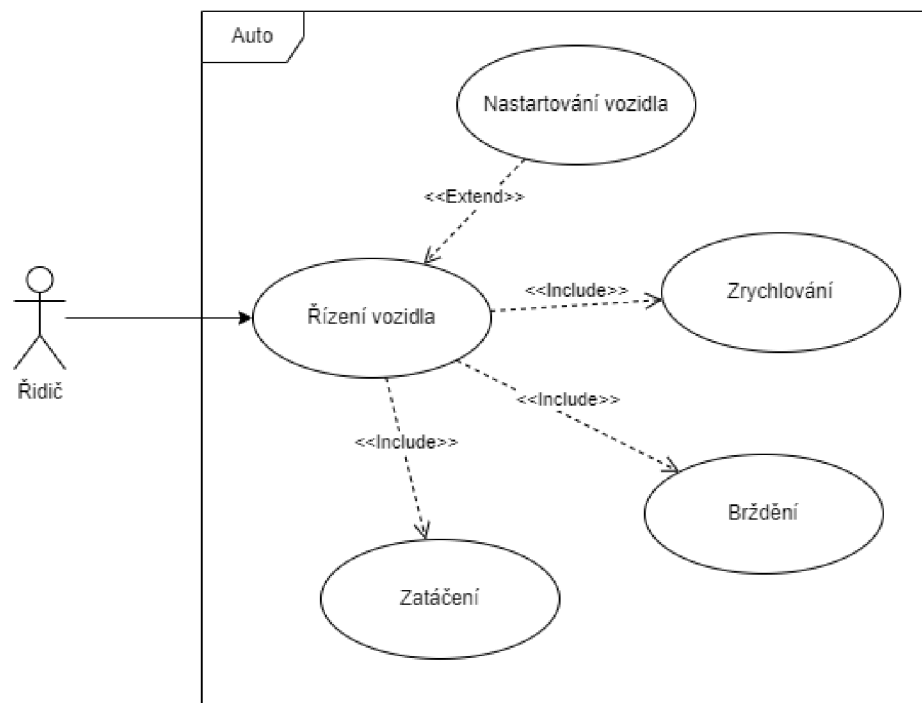 Auto
Nastartování vozidla
<<Extend>>
Zrychlování
<<Include>>
Řízení vozidla
Řidič
<<Include>>
<<Include>>
Brždění
Zatáčení